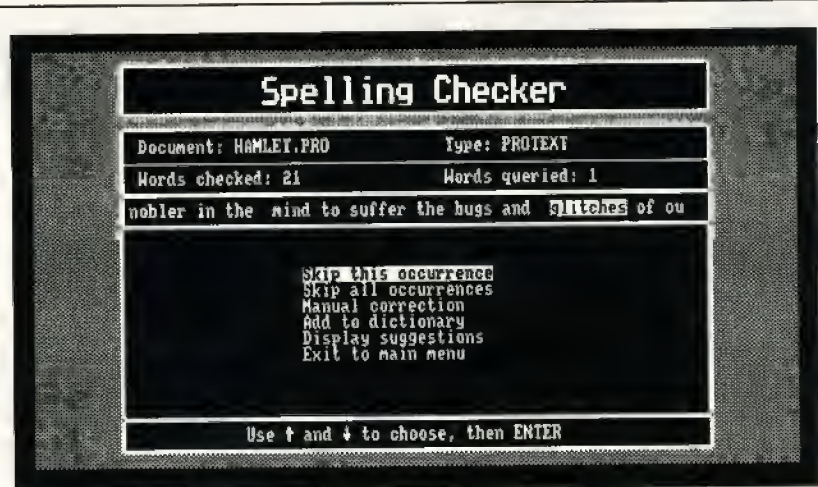 Spelling Checker
Document: HAMLET.PRO Type: PROTEXT
Words checked: 21 Words queried: 1
nobler in the mind to suffer the bugs and glitches of ou
Skip this occurrence
Skip all occurrences
Manual correction
Add to dictionary
Display suggestions
Exit to main menu
Use ↑ and ↓ to choose, then ENTER